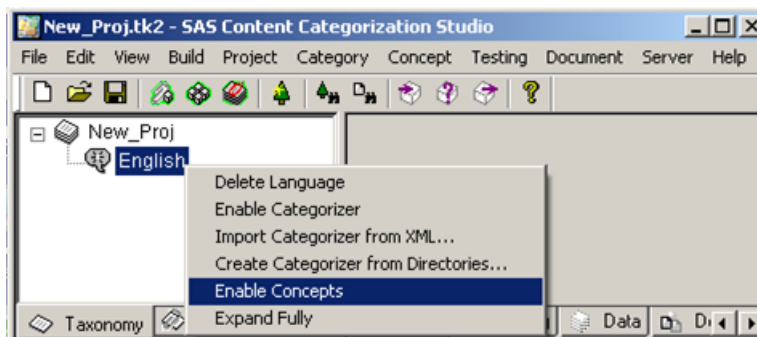 New_Proj.tk2 - SAS Content Categorization Studio
File Edit View Build Project Category Concept Testing Document Server Help
New_Proj
English
Delete Language
Enable Categorizer
Import Categorizer from XML...
Create Categorizer from Directories...
Enable Concepts
Expand Fully
Taxonomy Data